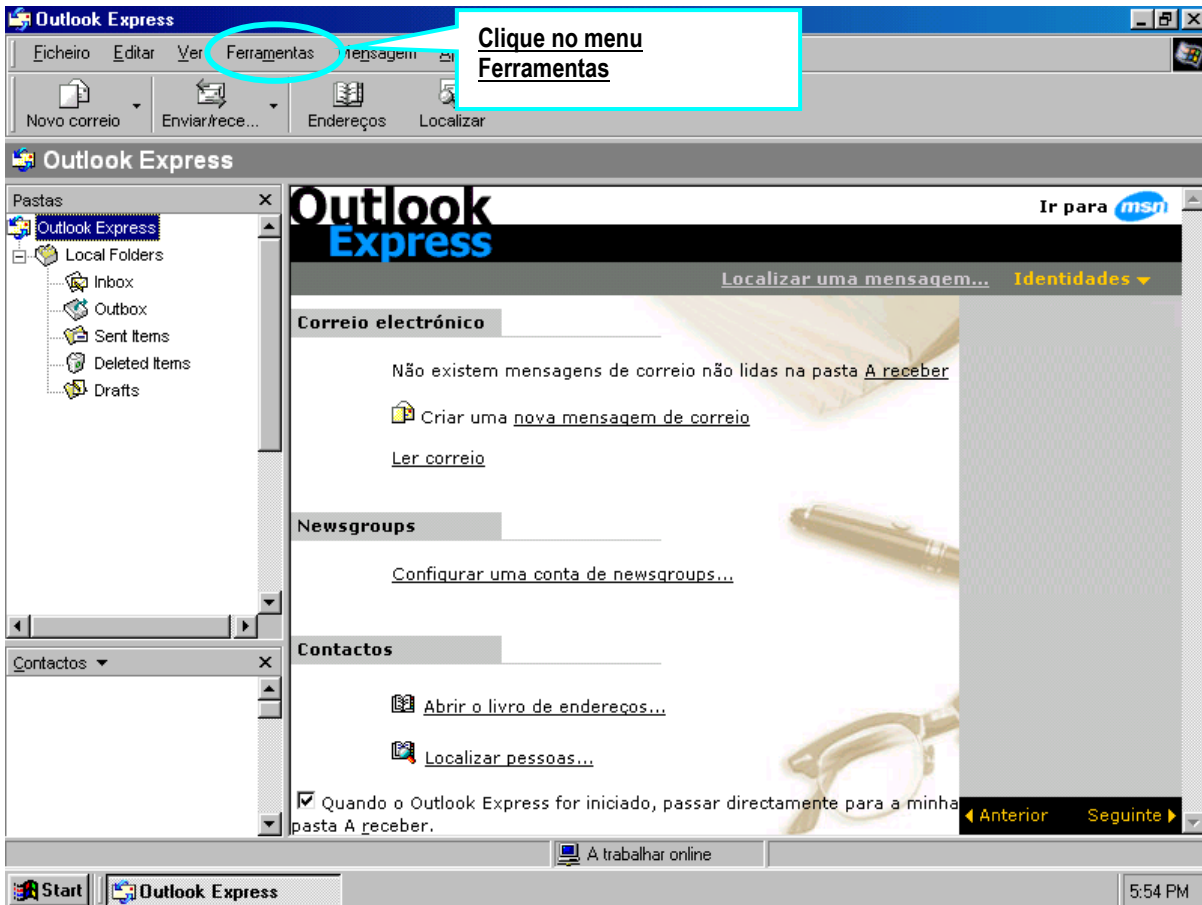 Outlook Express
Clique no menu
Ferramentas
Ficheiro Editar Ver Ferramentas Mensagem
Novo correio Enviar/rece... Endereços Localizar
Outlook Express
Pastas
Outlook Express
Local Folders
Inbox
Outbox
Sent Items
Deleted Items
Drafts
Contactos
Outlook
Express
Ir para msn
Localizar uma mensagem... Identidades
Correio electrónico
Não existem mensagens de correio não lidas na pasta A receber
Criar uma nova mensagem de correio
Ler correio
Newsgroups
Configurar uma conta de newsgroups...
Contactos
Abrir o livro de endereços...
Localizar pessoas...
Quando o Outlook Express for iniciado, passar directamente para a minha
pasta A receber.
Anterior Seguinte
A trabalhar online
Start Outlook Express 5:54 PM